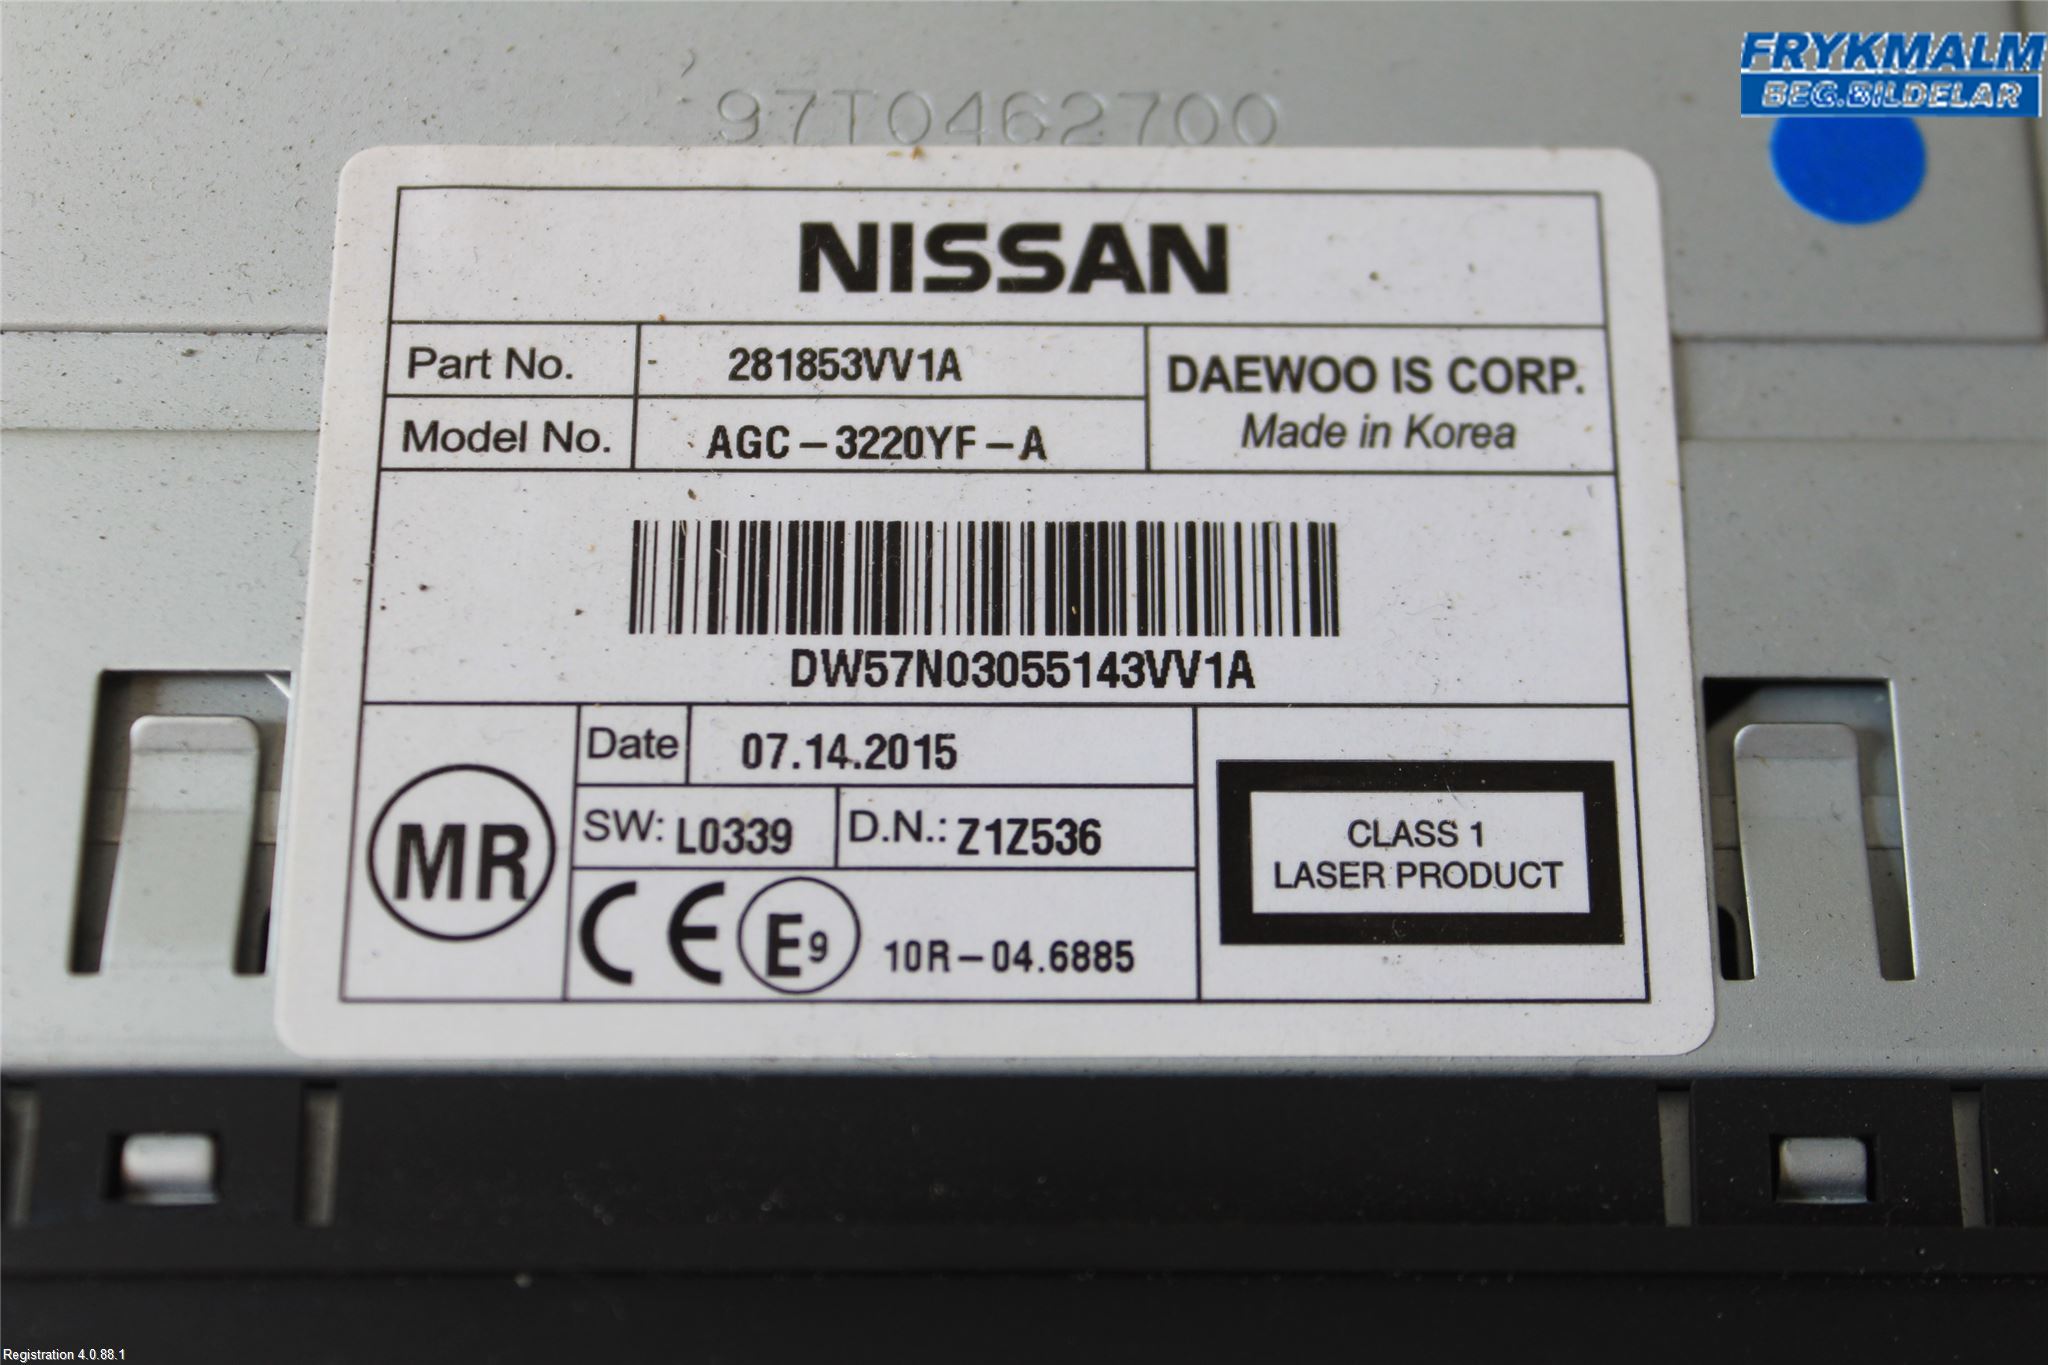 FRYKMALM
BEG.BILDELAR
97T0462700
NISSAN
Part No. 281853VV1A
DAEWOO IS CORP.
Made in Korea
Model No. AGC-3220YF-A
DW57N03055143VV1A
MR
Date 07.14.2015
SW: L0339 D.N.: Z1Z536
CE E9 10R-04.6885
CLASS 1
LASER PRODUCT
Registration 4.0.88.1